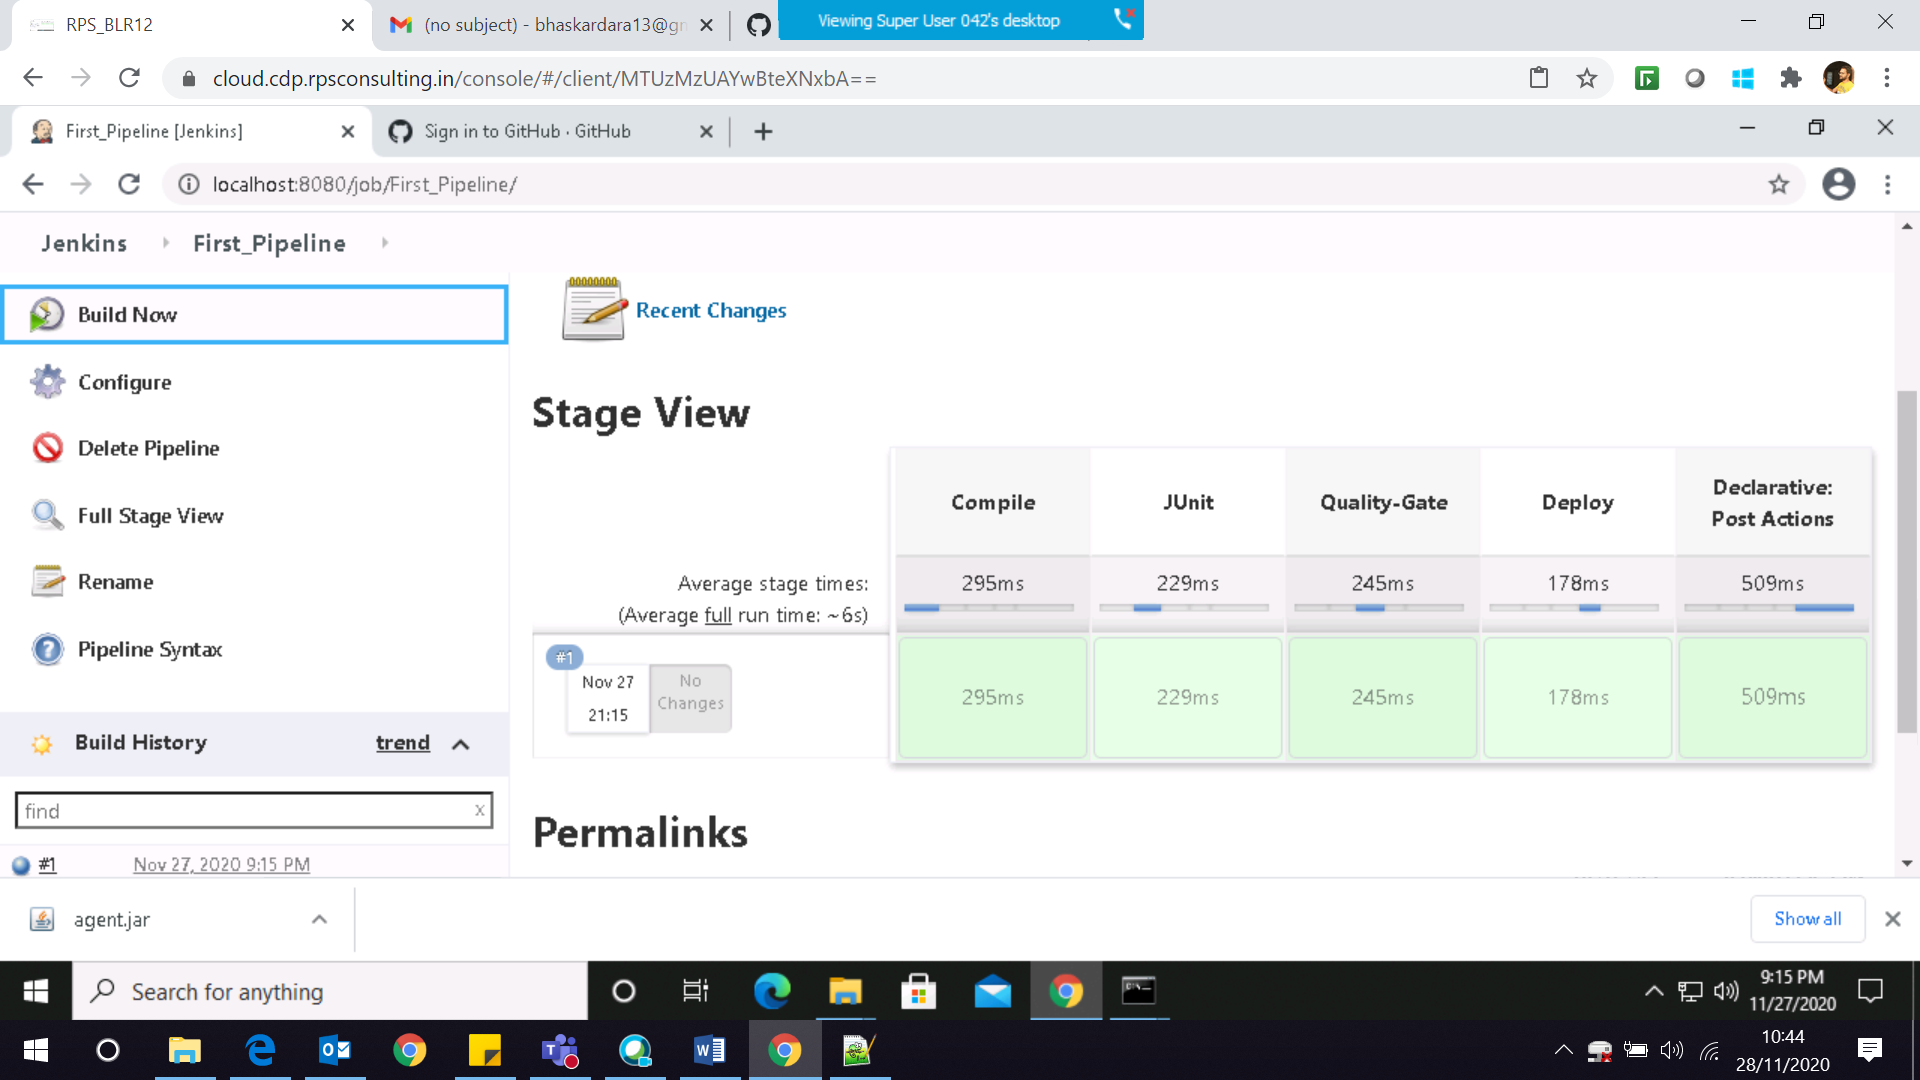 RPS_BLR12
(no subject) - bhaskardara13@gr
Viewing Super User 042's desktop
cloud.cdp.rpsconsulting.in/console/#/client/MTUzMzUAYwBteXNxbA==
First_Pipeline [Jenkins]
Sign in to GitHub · GitHub
localhost:8080/job/First_Pipeline/
Jenkins
First_Pipeline
Build Now
Configure
Delete Pipeline
Full Stage View
Rename
Pipeline Syntax
Build History
trend
find
x
#1
Nov 27, 2020 9:15 PM
Recent Changes
Stage View
Compile
JUnit
Quality-Gate
Deploy
Declarative:
Post Actions
Average stage times:
(Average full run time: ~6s)
295ms
229ms
245ms
178ms
509ms
#1
Nov 27
21:15
No
Changes
295ms
229ms
245ms
178ms
509ms
Permalinks
agent.jar
Show all
Search for anything
9:15 PM
11/27/2020
10:44
28/11/2020